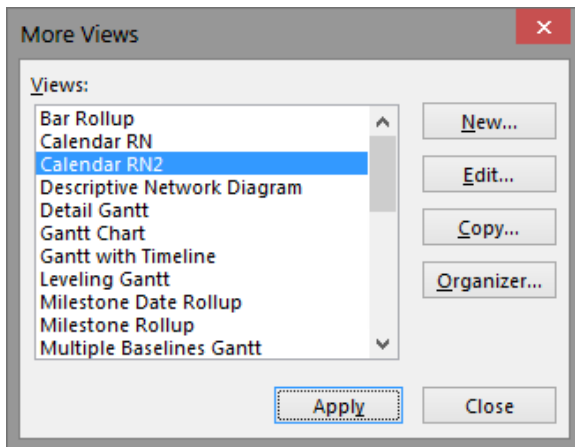 More Views
Views:
Bar Rollup
Calendar RN
Calendar RN2
Descriptive Network Diagram
Detail Gantt
Gantt Chart
Gantt with Timeline
Leveling Gantt
Milestone Date Rollup
Milestone Rollup
Multiple Baselines Gantt
New...
Edit...
Copy...
Organizer...
Apply
Close